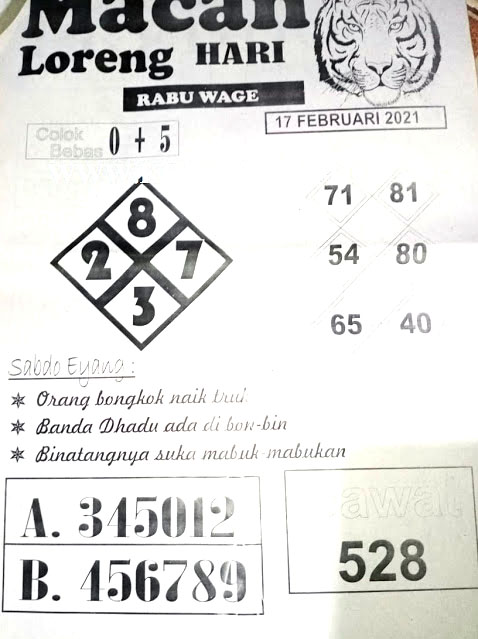 Macan
Loreng HARI
RABU WAGE
17 FEBRUARI 2021
Colok
Bebas 0 + 5
8
2 7
3
71 81
54 80
65 40
Sabdo Eyang :
* Orang bongkok naik truk
* Banda Dhadu ada di bon-bin
* Binatangnya suka mabuk-mabukan
A. 345012
B. 456789
awat
528